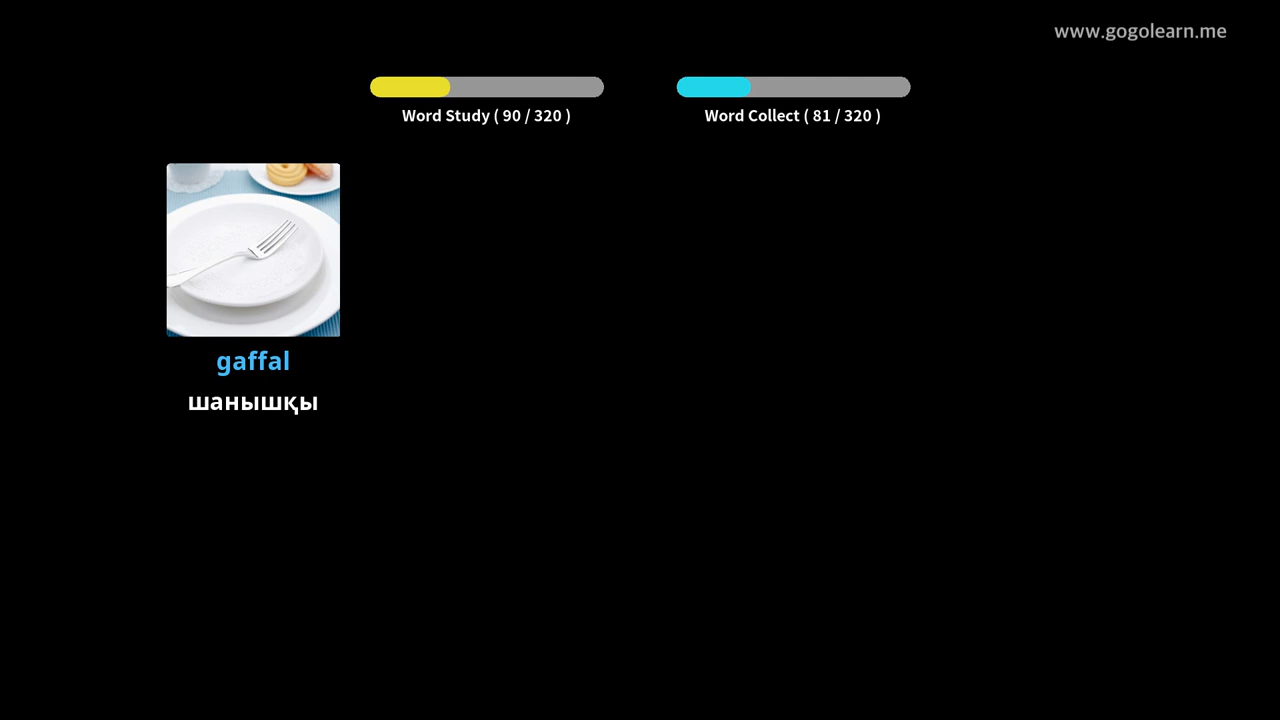 www.gogolearn.me
Word Study ( 90 / 320 )
Word Collect ( 81 / 320 )
gaffal
шанышқы